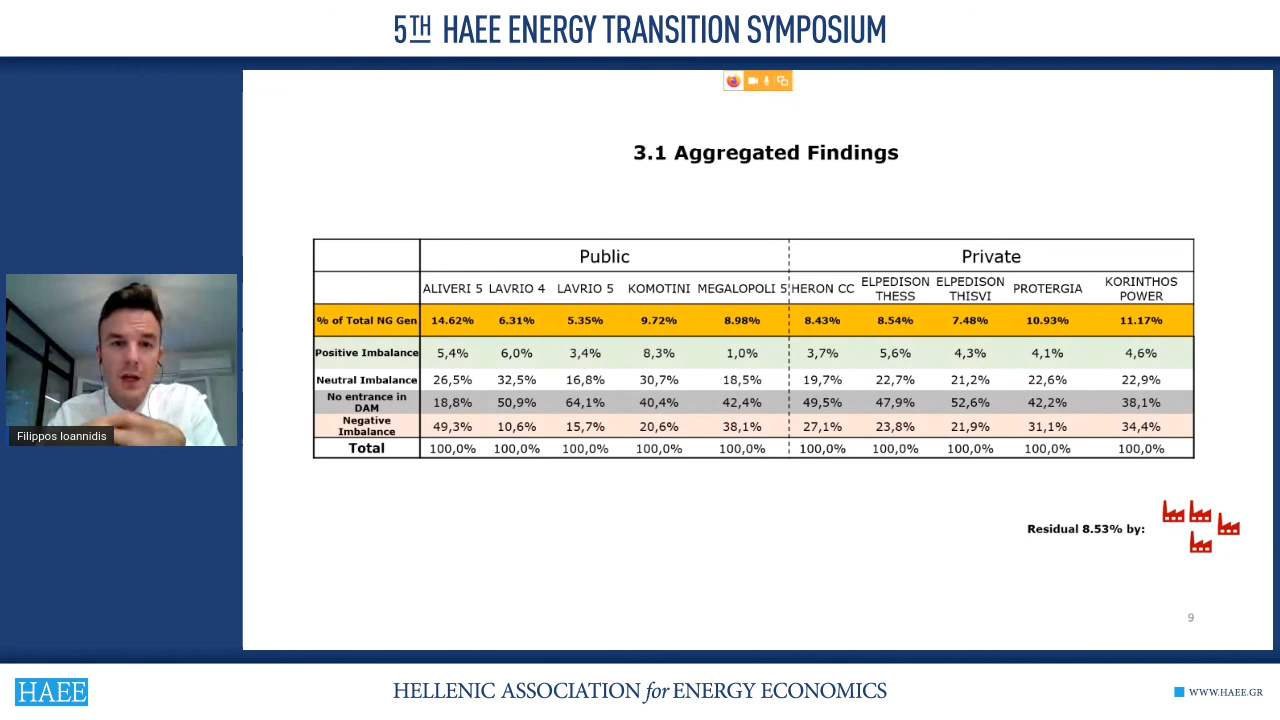 5TH HAEE ENERGY TRANSITION SYMPOSIUM
3.1 Aggregated Findings
Public Private
ALIVERI 5 LAVRIO 4 LAVRIO 5 KOMOTINI MEGALOPOLI 5 HERON CC ELPEDISON THESS ELPEDISON THISVI PROTERGIA KORINTHOS POWER
% of Total NG Gen 14.62% 6.31% 5.35% 9.72% 8.98% 8.43% 8.54% 7.48% 10.93% 11.17%
Positive Imbalance 5,4% 6,0% 3,4% 8,3% 1,0% 3,7% 5,6% 4,3% 4,1% 4,6%
Neutral Imbalance 26,5% 32,5% 16,8% 30,7% 18,5% 19,7% 22,7% 21,2% 22,6% 22,9%
No entrance in DAM 18,8% 50,9% 64,1% 40,4% 42,4% 49,5% 47,9% 52,6% 42,2% 38,1%
Negative Imbalance 49,3% 10,6% 15,7% 20,6% 38,1% 27,1% 23,8% 21,9% 31,1% 34,4%
Total 100,0% 100,0% 100,0% 100,0% 100,0% 100,0% 100,0% 100,0% 100,0% 100,0%
Residual 8.53% by:
9
Filippos Ioannidis
HAEE
HELLENIC ASSOCIATION for ENERGY ECONOMICS
WWW.HAEE.GR